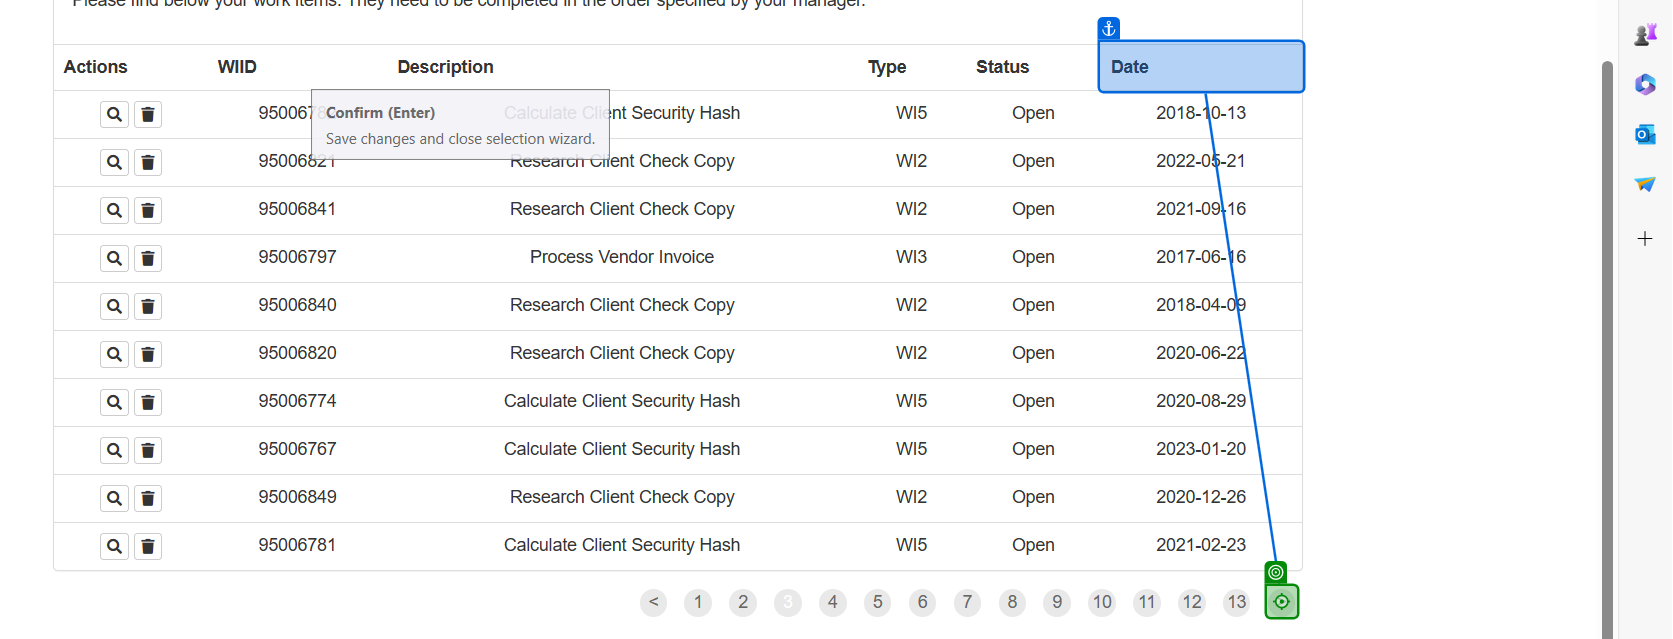 Please find below your work items. They need to be completed in the order specified by your manager.
Actions WIID Description Type Status Date
9500678 Calculate Client Security Hash WI5 Open 2018-10-13
Confirm (Enter)
Save changes and close selection wizard.
95006821 Research Client Check Copy WI2 Open 2022-05-21
95006841 Research Client Check Copy WI2 Open 2021-09-16
95006797 Process Vendor Invoice WI3 Open 2017-06-16
95006840 Research Client Check Copy WI2 Open 2018-04-09
95006820 Research Client Check Copy WI2 Open 2020-06-22
95006774 Calculate Client Security Hash WI5 Open 2020-08-29
95006767 Calculate Client Security Hash WI5 Open 2023-01-20
95006849 Research Client Check Copy WI2 Open 2020-12-26
95006781 Calculate Client Security Hash WI5 Open 2021-02-23
< 1 2 3 4 5 6 7 8 9 10 11 12 13